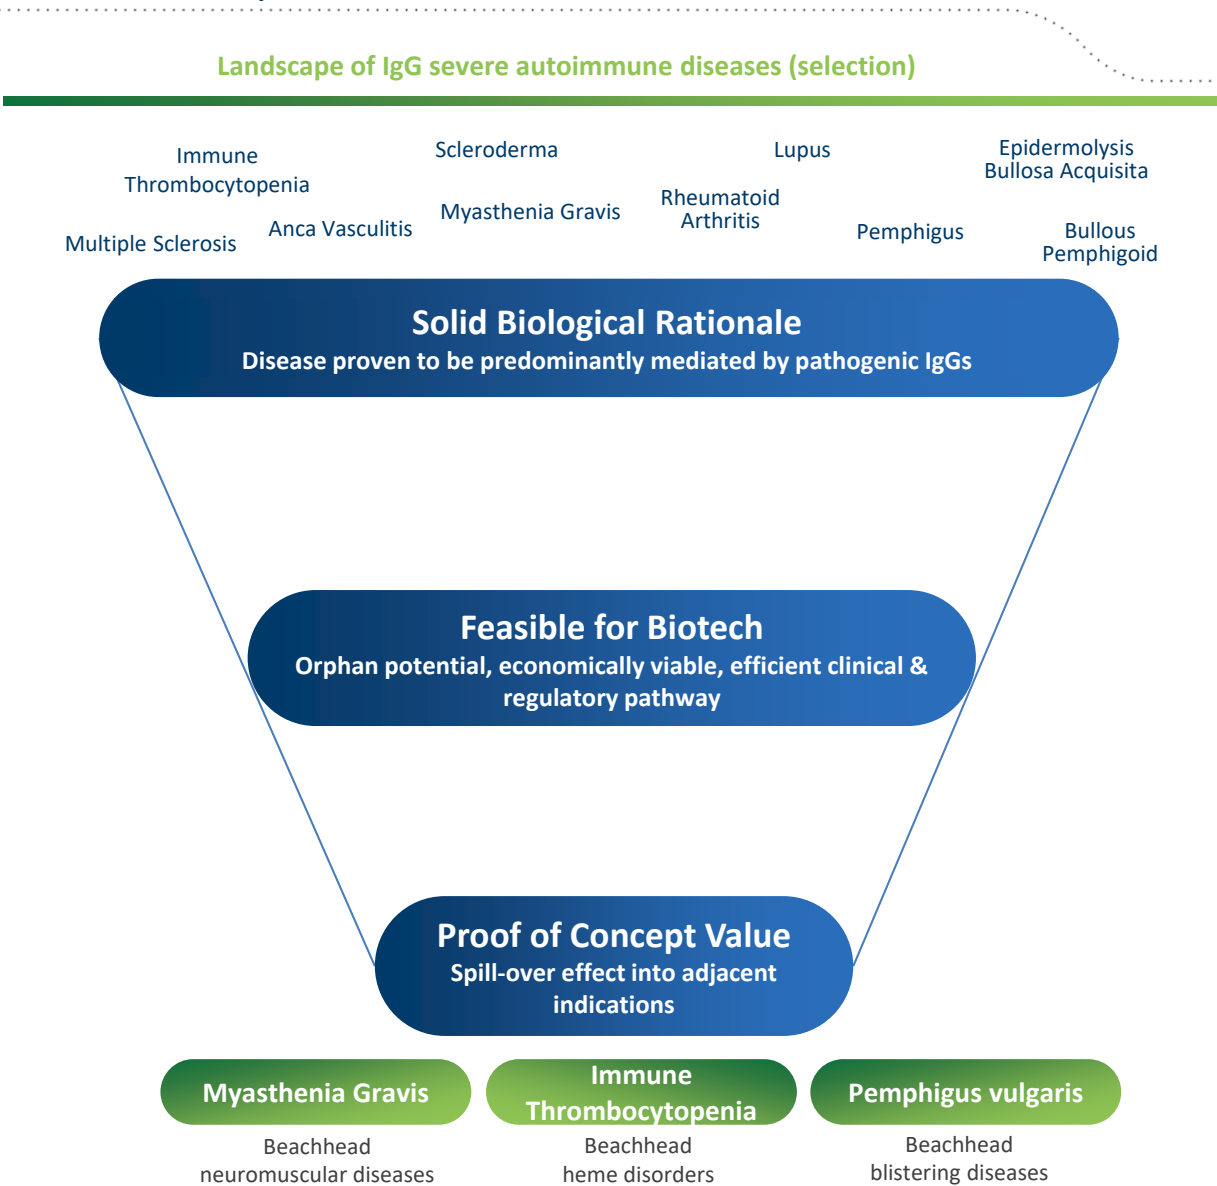 Landscape of IgG severe autoimmune diseases (selection)
Immune
Thrombocytopenia
Scleroderma
Lupus
Epidermolysis
Bullosa Acquisita
Multiple Sclerosis
Anca Vasculitis
Myasthenia Gravis
Rheumatoid
Arthritis
Pemphigus
Bullous
Pemphigoid
Solid Biological Rationale
Disease proven to be predominantly mediated by pathogenic IgGs
Feasible for Biotech
Orphan potential, economically viable, efficient clinical &
regulatory pathway
Proof of Concept Value
Spill-over effect into adjacent
indications
Myasthenia Gravis
Immune
Thrombocytopenia
Pemphigus vulgaris
Beachhead
neuromuscular diseases
Beachhead
heme disorders
Beachhead
blistering diseases